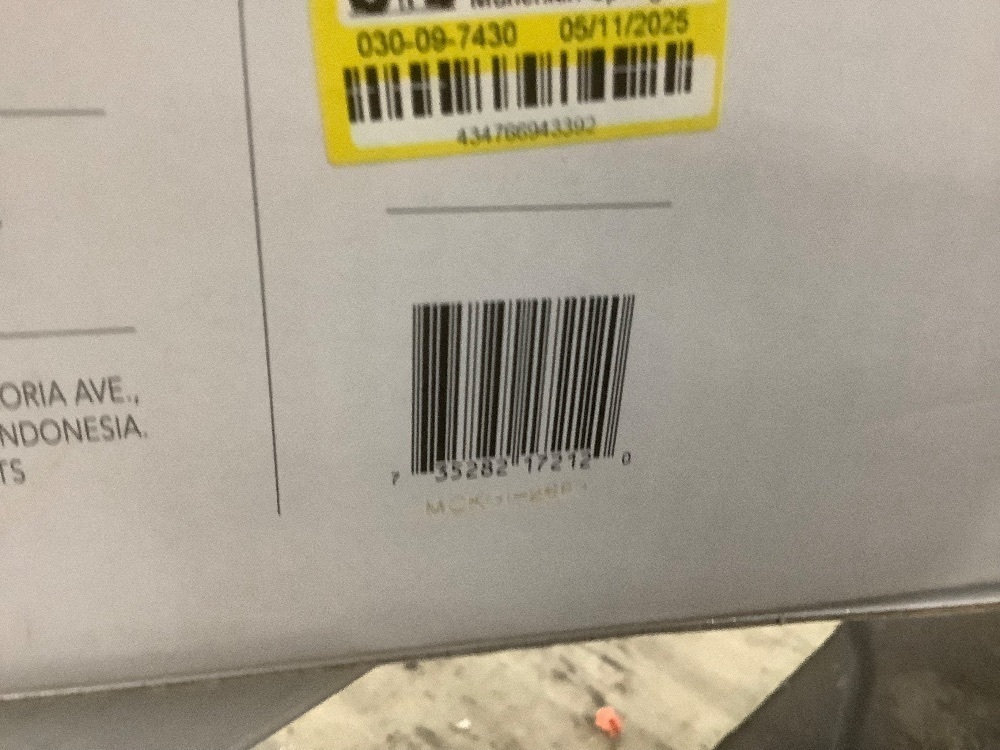 030-09-7430 05/11/2025
434766943392
ORIA AVE.,
NDONESIA.
TS
7 35282 17212 0